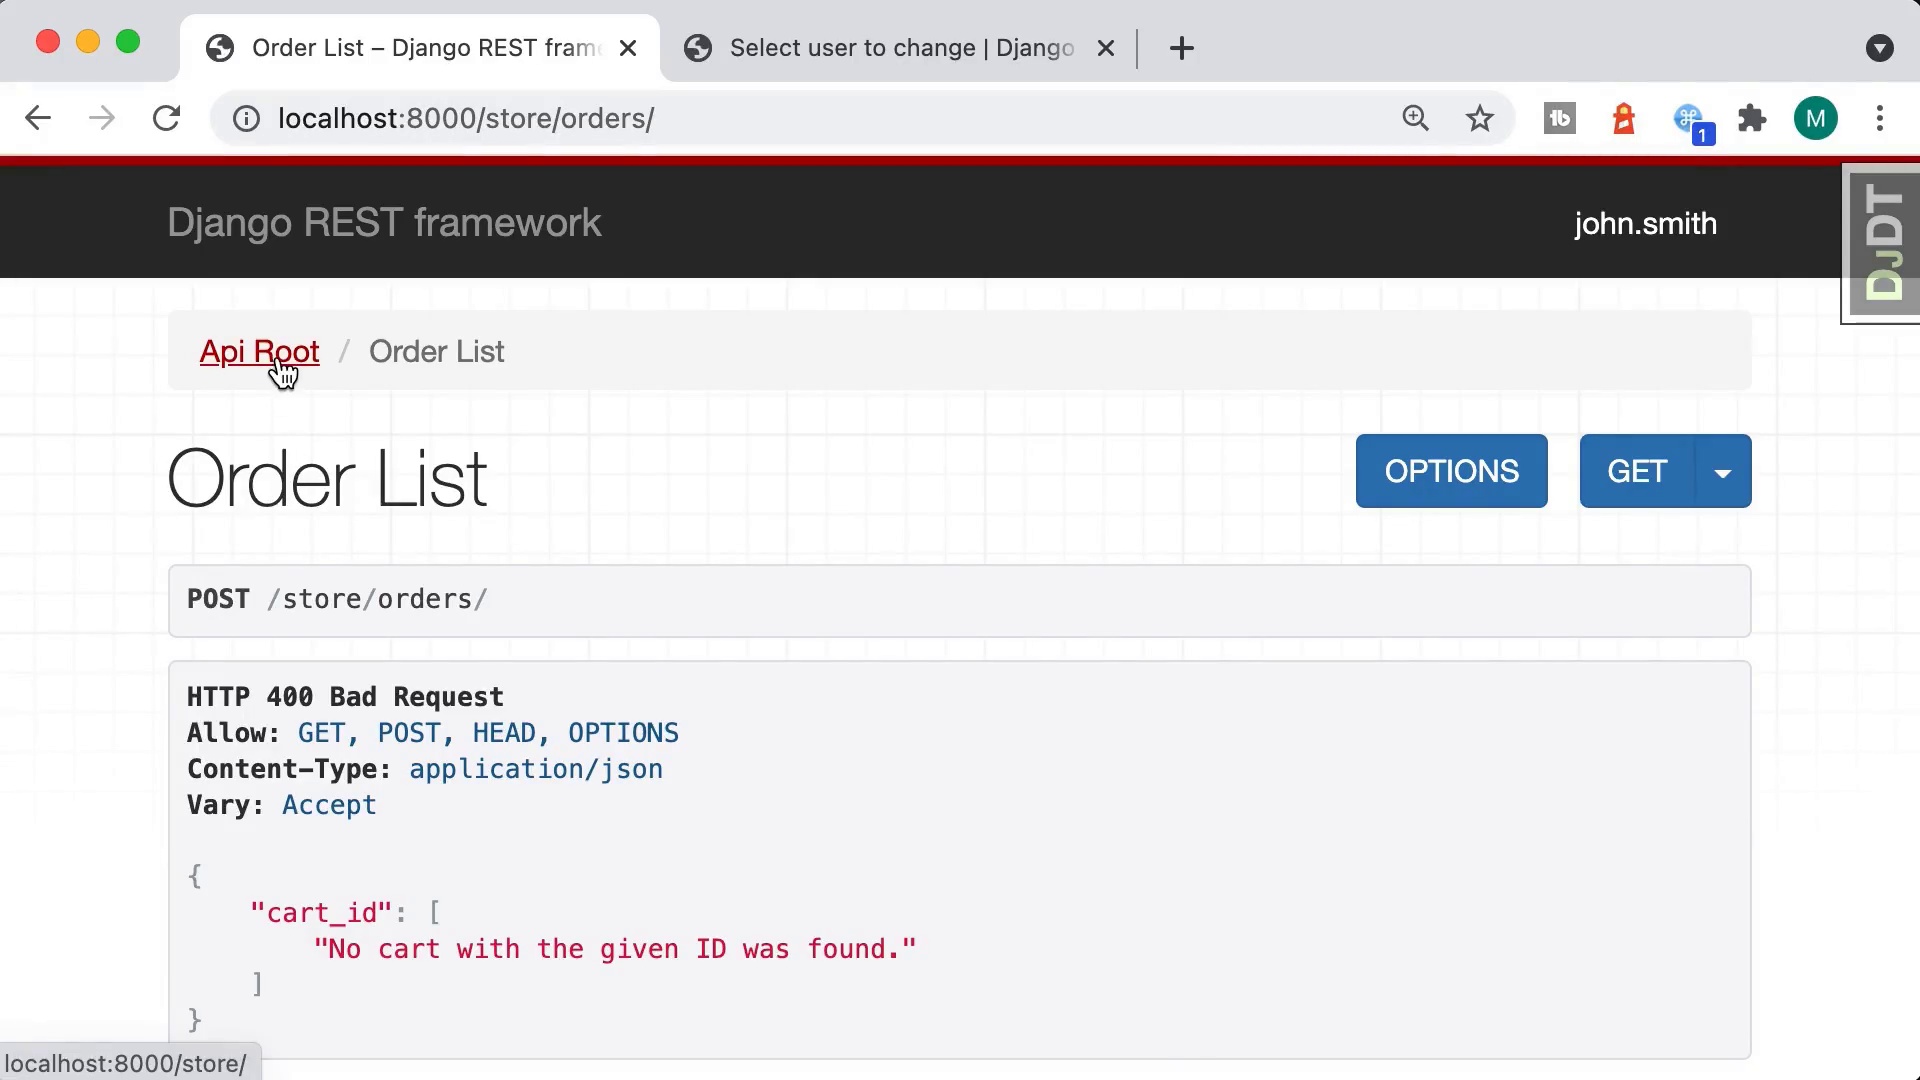 Order List – Django REST frame
Select user to change | Django
localhost:8000/store/orders/
1
M
Django REST framework
john.smith
DJDT
Api Root / Order List
Order List
OPTIONS
GET
POST /store/orders/
HTTP 400 Bad Request
Allow: GET, POST, HEAD, OPTIONS
Content-Type: application/json
Vary: Accept
{
"cart_id": [
"No cart with the given ID was found."
]
}
localhost:8000/store/